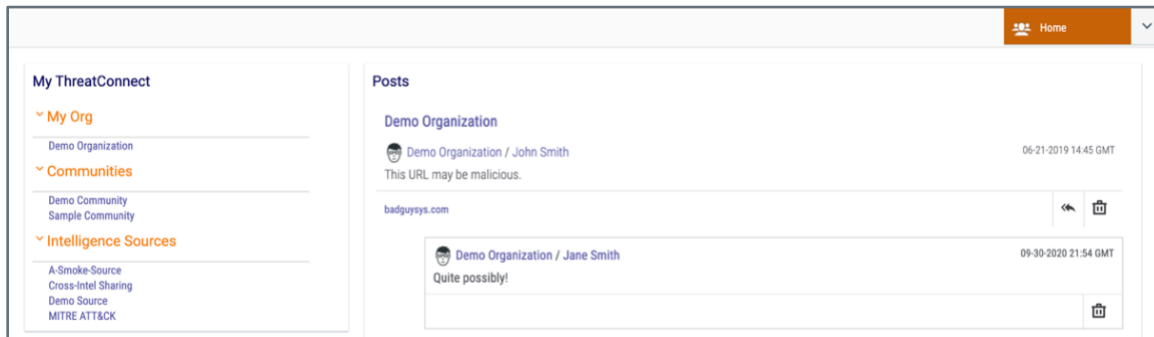 Home
My ThreatConnect
My Org
Demo Organization
Communities
Demo Community
Sample Community
Intelligence Sources
A-Smoke-Source
Cross-Intel Sharing
Demo Source
MITRE ATT&CK
Posts
Demo Organization
Demo Organization / John Smith 06-21-2019 14:45 GMT
This URL may be malicious.
badguysys.com
Demo Organization / Jane Smith 09-30-2020 21:54 GMT
Quite possibly!